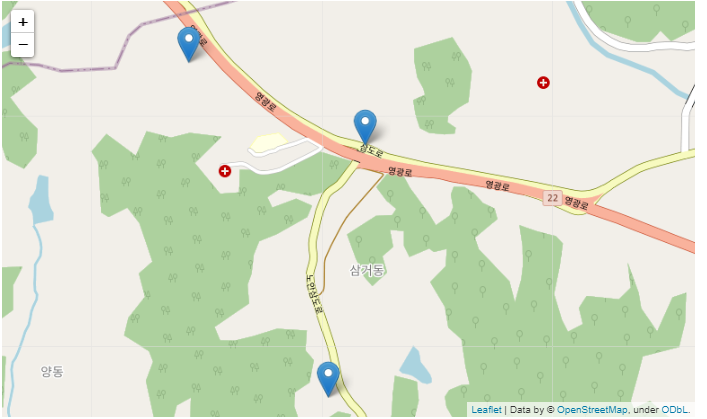 +
−
영광로
영광로
삼도로
영광로
영광로
22
영광로
삼거동
노안삼도로
양동
Leaflet | Data by © OpenStreetMap, under ODbL.